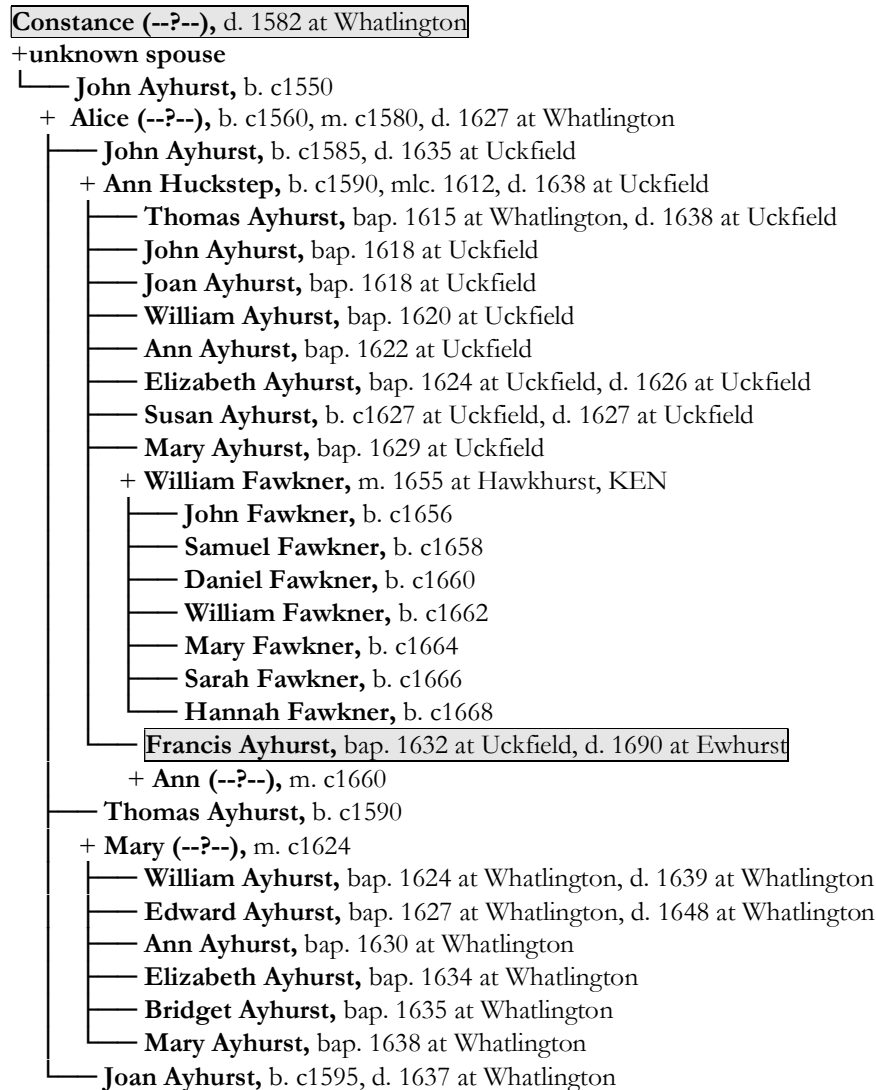 Constance (--?--), d. 1582 at Whatlington
+unknown spouse
John Ayhurst, b. c1550
+ Alice (--?--), b. c1560, m. c1580, d. 1627 at Whatlington
John Ayhurst, b. c1585, d. 1635 at Uckfield
+ Ann Huckstep, b. c1590, mlc. 1612, d. 1638 at Uckfield
Thomas Ayhurst, bap. 1615 at Whatlington, d. 1638 at Uckfield
John Ayhurst, bap. 1618 at Uckfield
Joan Ayhurst, bap. 1618 at Uckfield
William Ayhurst, bap. 1620 at Uckfield
Ann Ayhurst, bap. 1622 at Uckfield
Elizabeth Ayhurst, bap. 1624 at Uckfield, d. 1626 at Uckfield
Susan Ayhurst, b. c1627 at Uckfield, d. 1627 at Uckfield
Mary Ayhurst, bap. 1629 at Uckfield
+ William Fawkner, m. 1655 at Hawkhurst, KEN
John Fawkner, b. c1656
Samuel Fawkner, b. c1658
Daniel Fawkner, b. c1660
William Fawkner, b. c1662
Mary Fawkner, b. c1664
Sarah Fawkner, b. c1666
Hannah Fawkner, b. c1668
Francis Ayhurst, bap. 1632 at Uckfield, d. 1690 at Ewhurst
+ Ann (--?--), m. c1660
Thomas Ayhurst, b. c1590
+ Mary (--?--), m. c1624
William Ayhurst, bap. 1624 at Whatlington, d. 1639 at Whatlington
Edward Ayhurst, bap. 1627 at Whatlington, d. 1648 at Whatlington
Ann Ayhurst, bap. 1630 at Whatlington
Elizabeth Ayhurst, bap. 1634 at Whatlington
Bridget Ayhurst, bap. 1635 at Whatlington
Mary Ayhurst, bap. 1638 at Whatlington
Joan Ayhurst, b. c1595, d. 1637 at Whatlington